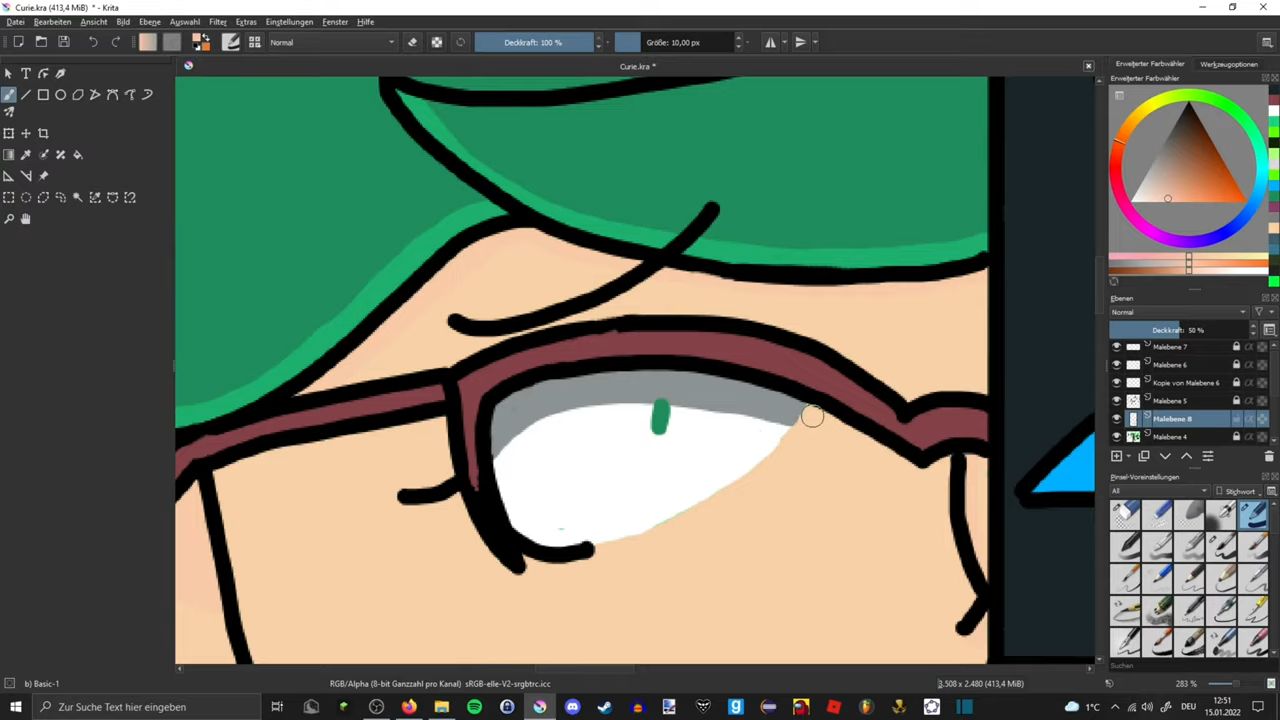 Curie.kra (413,4 MiB) * - Krita
Datei Bearbeiten Ansicht Bild Ebene Auswahl Filter Extras Einstellungen Fenster Hilfe
Normal Deckkraft: 100 % Größe: 10,00 px
Curie.kra *
Erweiterter Farbwähler Werkzeugoptionen
Erweiterter Farbwähler
Ebenen
Normal
Deckkraft: 50 %
Malebene 7
Malebene 6
Kopie von Malebene 6
Malebene 5
Malebene 8
Malebene 4
Pinsel-Voreinstellungen
All Stichwort
Suchen
b) Basic-1 RGB/Alpha (8-bit Ganzzahl pro Kanal) sRGB-elle-V2-srgbtrc.icc 3.508 x 2.480 (413,4 MiB) 283 %
Zur Suche Text hier eingeben 1°C 12:51
15.01.2022